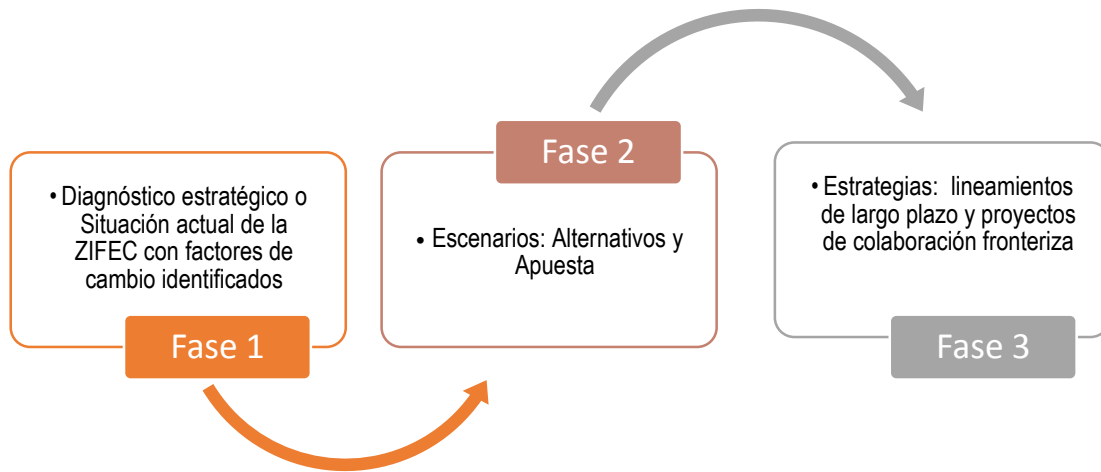 • Diagnóstico estratégico o
Situación actual de la
ZIFEC con factores de
cambio identificados
Fase 1
Fase 2
• Escenarios: Alternativos y
Apuesta
• Estrategias: lineamientos
de largo plazo y proyectos
de colaboración fronteriza
Fase 3